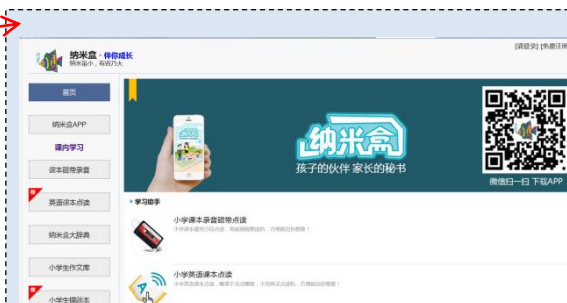 纳米盒·伴你成长
纳米虽小，有容乃大
[请登录] [免费注册
首页
纳米盒APP
课内学习
课本磁带录音
英语课本点读
纳米盒大辞典
小学生作文库
小学生错题本
纳米盒
孩子的伙伴 家长的秘书
微信扫一扫 下载APP
学习助手
小学课本录音磁带点读
小学英语课本点读